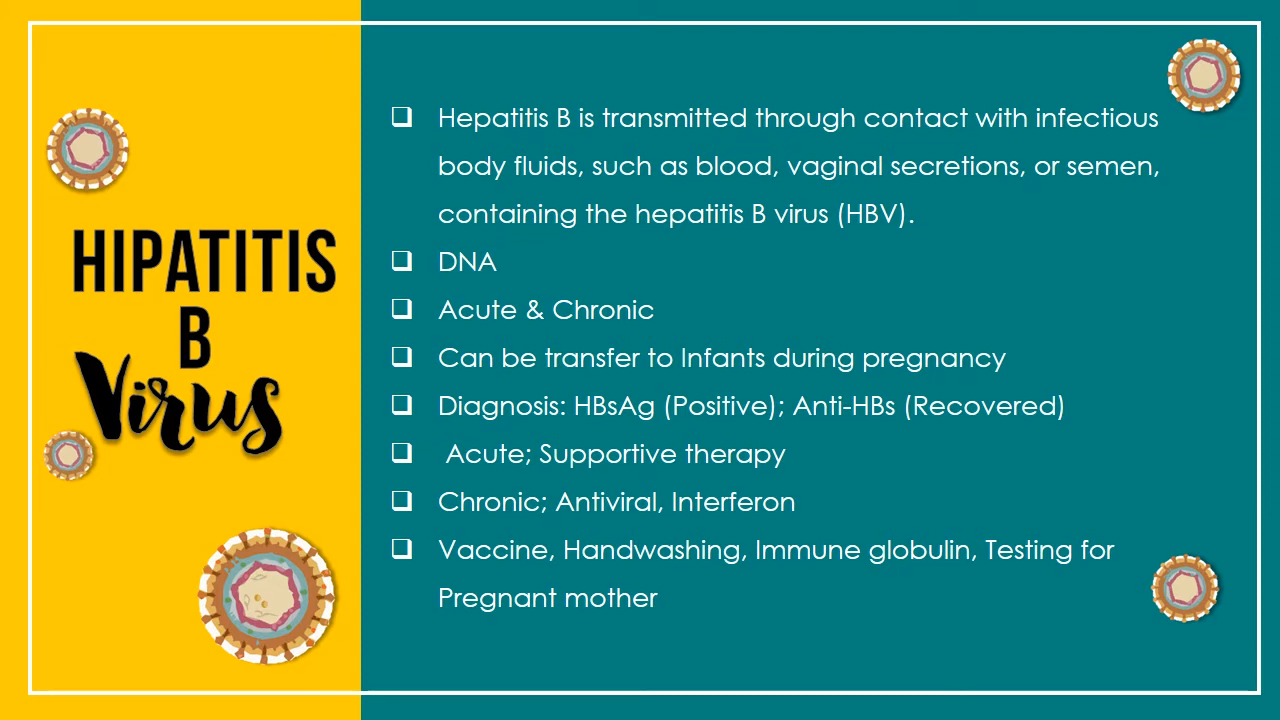 HIPATITIS
B
Virus
❑ Hepatitis B is transmitted through contact with infectious
body fluids, such as blood, vaginal secretions, or semen,
containing the hepatitis B virus (HBV).
❑ DNA
❑ Acute & Chronic
❑ Can be transfer to Infants during pregnancy
❑ Diagnosis: HBsAg (Positive); Anti-HBs (Recovered)
❑ Acute; Supportive therapy
❑ Chronic; Antiviral, Interferon
❑ Vaccine, Handwashing, Immune globulin, Testing for
Pregnant mother